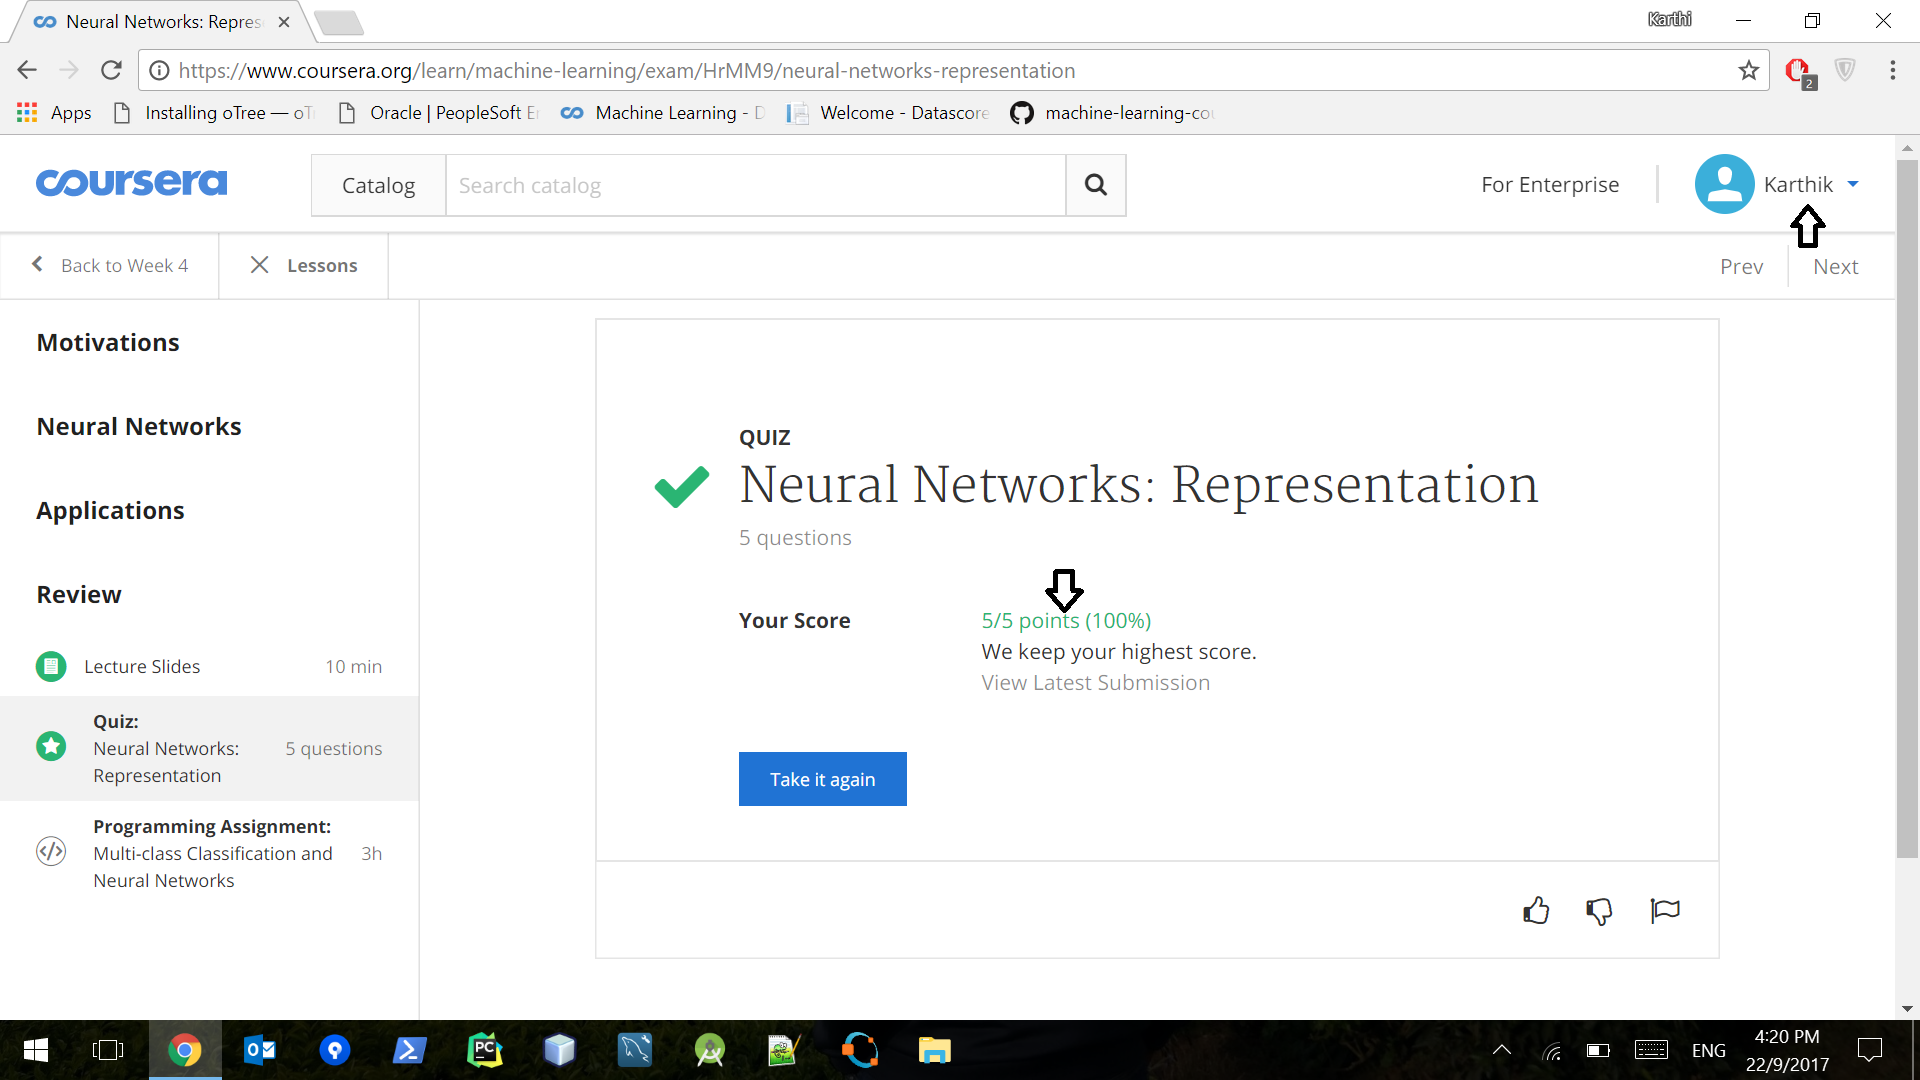 Neural Networks: Repres
Karthi
https://www.coursera.org/learn/machine-learning/exam/HrMM9/neural-networks-representation
2
Apps
Installing oTree — oT
Oracle | PeopleSoft E
Machine Learning - D
Welcome - Datascore
machine-learning-cou
coursera
Catalog
Search catalog
For Enterprise
Karthik
Back to Week 4
Lessons
Prev
Next
Motivations
Neural Networks
Applications
Review
Lecture Slides
10 min
Quiz:
Neural Networks:
5 questions
Representation
Programming Assignment:
Multi-class Classification and
3h
Neural Networks
QUIZ
Neural Networks: Representation
5 questions
Your Score
5/5 points (100%)
We keep your highest score.
View Latest Submission
Take it again
PC
ENG
4:20 PM
22/9/2017